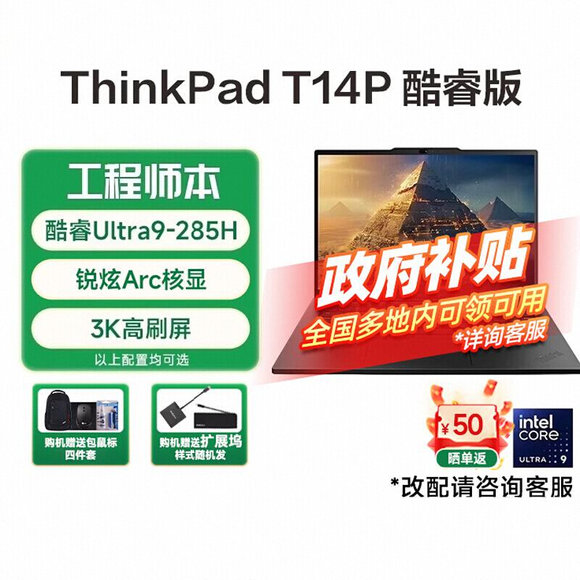 ThinkPad T14P 酷睿版
工程师本
酷睿Ultra9-285H
锐炫Arc核显
3K高刷屏
以上配置均可选
政府补贴
全国多地内可领可用
*详询客服
购机赠送包鼠标
四件套
购机赠送扩展坞
样式随机发
¥50
晒单返
intel
CORE
ULTRA 9
*改配请咨询客服